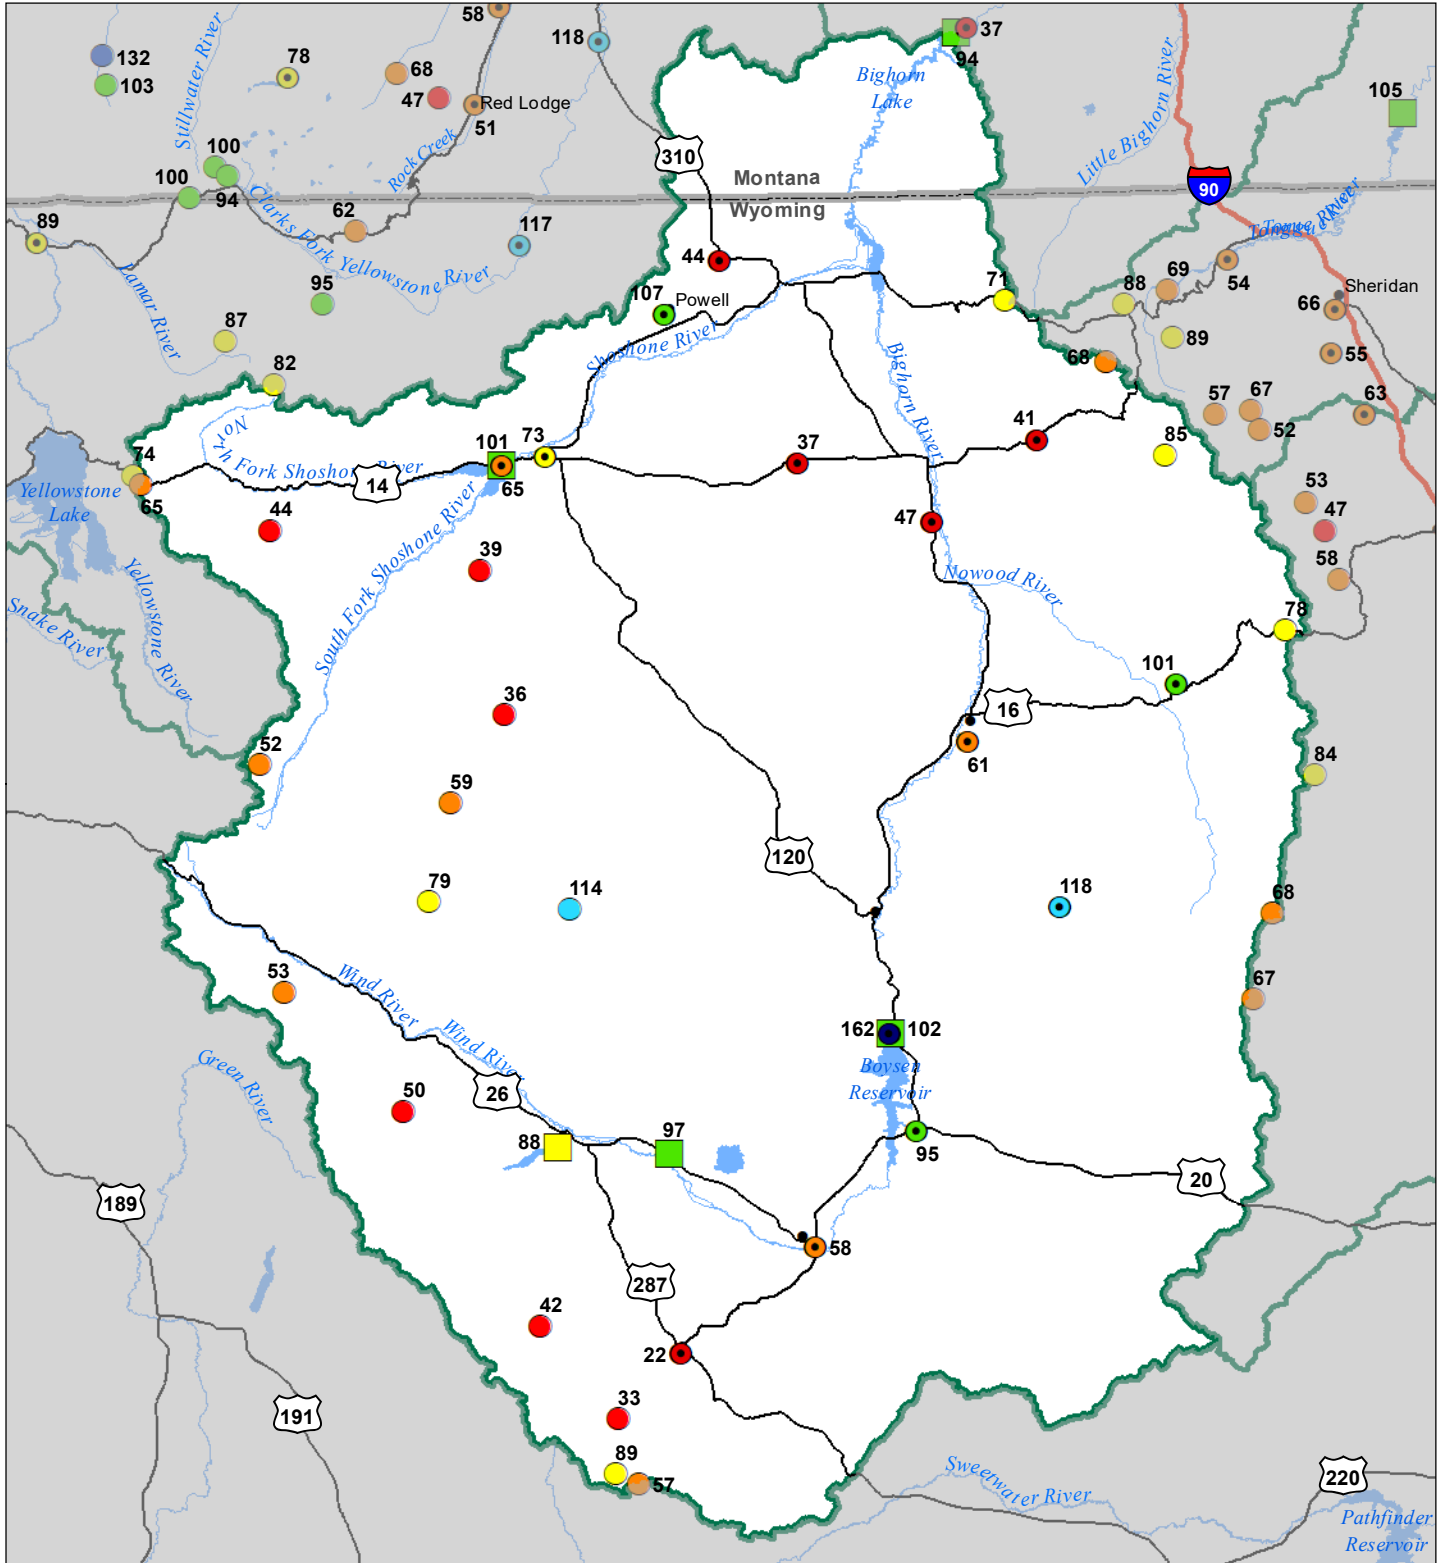 58
118
37
94
132
103
78
68
47
Red Lodge
51
Stillwater River
Rock Creek
Bighorn
Lake
Little Bighorn River
105
310
90
100
100
94
Montana
Wyoming
89
62
117
Clarks Fork Yellowstone River
Lamar River
95
44
107
Powell
Shoshone River
71
88
69
54
Tongue River
Sheridan
66
89
55
87
82
68
Bighorn River
57
67
52
63
74
65
Yellowstone
Lake
North Fork Shoshone River
14
101
65
73
37
41
85
53
47
58
44
39
47
Nowood River
South Fork Shoshone River
Yellowstone River
Snake River
78
101
16
36
52
61
59
84
120
79
114
118
68
67
53
Wind River
Wind River
162
102
Boysen
Reservoir
Green River
50
26
88
97
95
20
189
58
287
42
22
191
33
89
57
Sweetwater River
220
Pathfinder
Reservoir